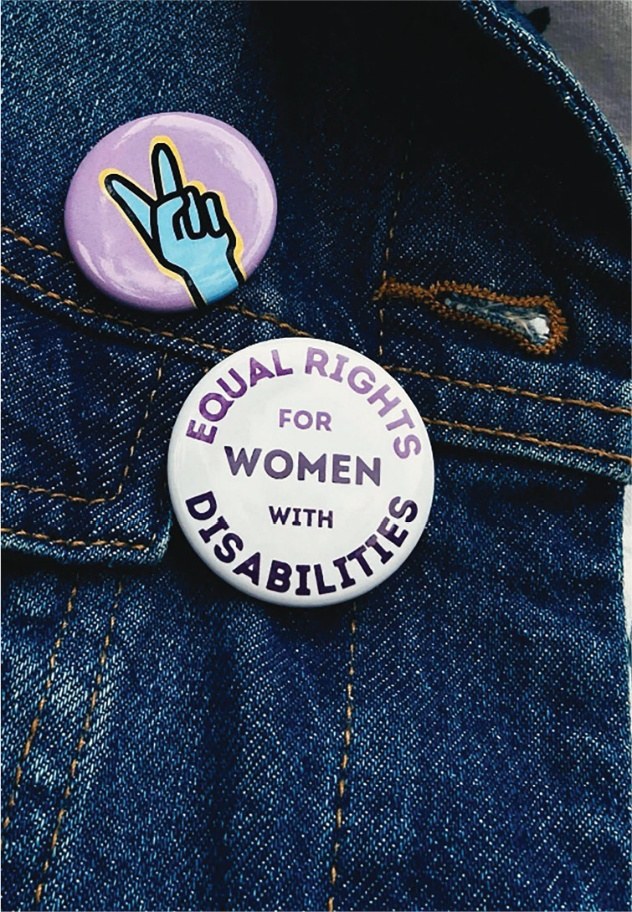 EQUAL RIGHTS
FOR
WOMEN
WITH
DISABILITIES